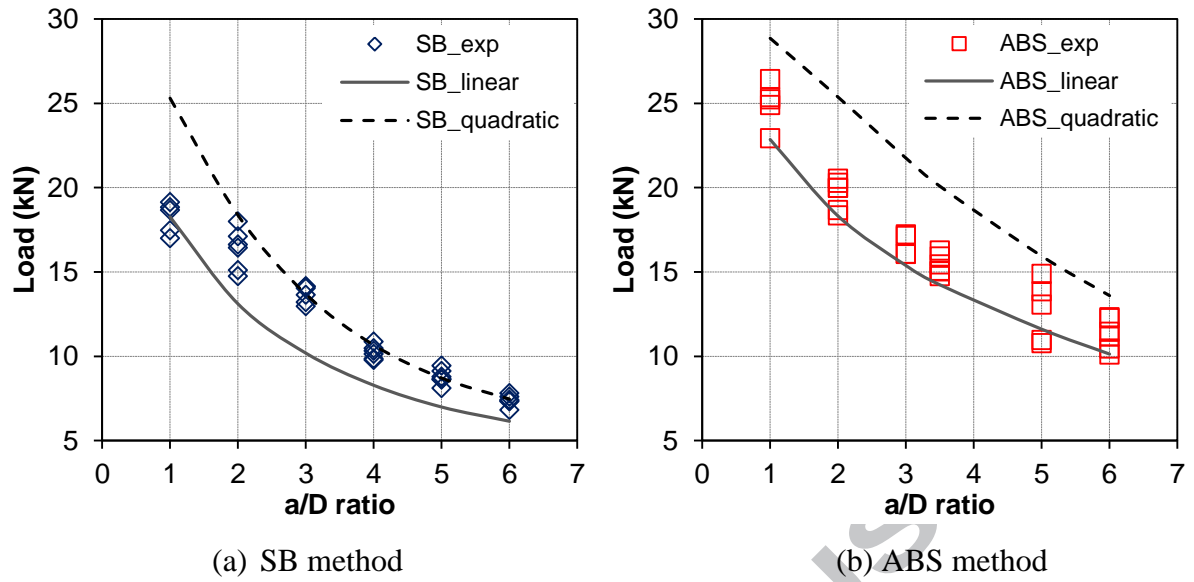 30
25
20
15
10
5
Load (kN)
SB_exp
SB_linear
SB_quadratic
0 1 2 3 4 5 6 7
a/D ratio
(a) SB method
30
25
20
15
10
5
Load (kN)
ABS_exp
ABS_linear
ABS_quadratic
0 1 2 3 4 5 6 7
a/D ratio
(b) ABS method